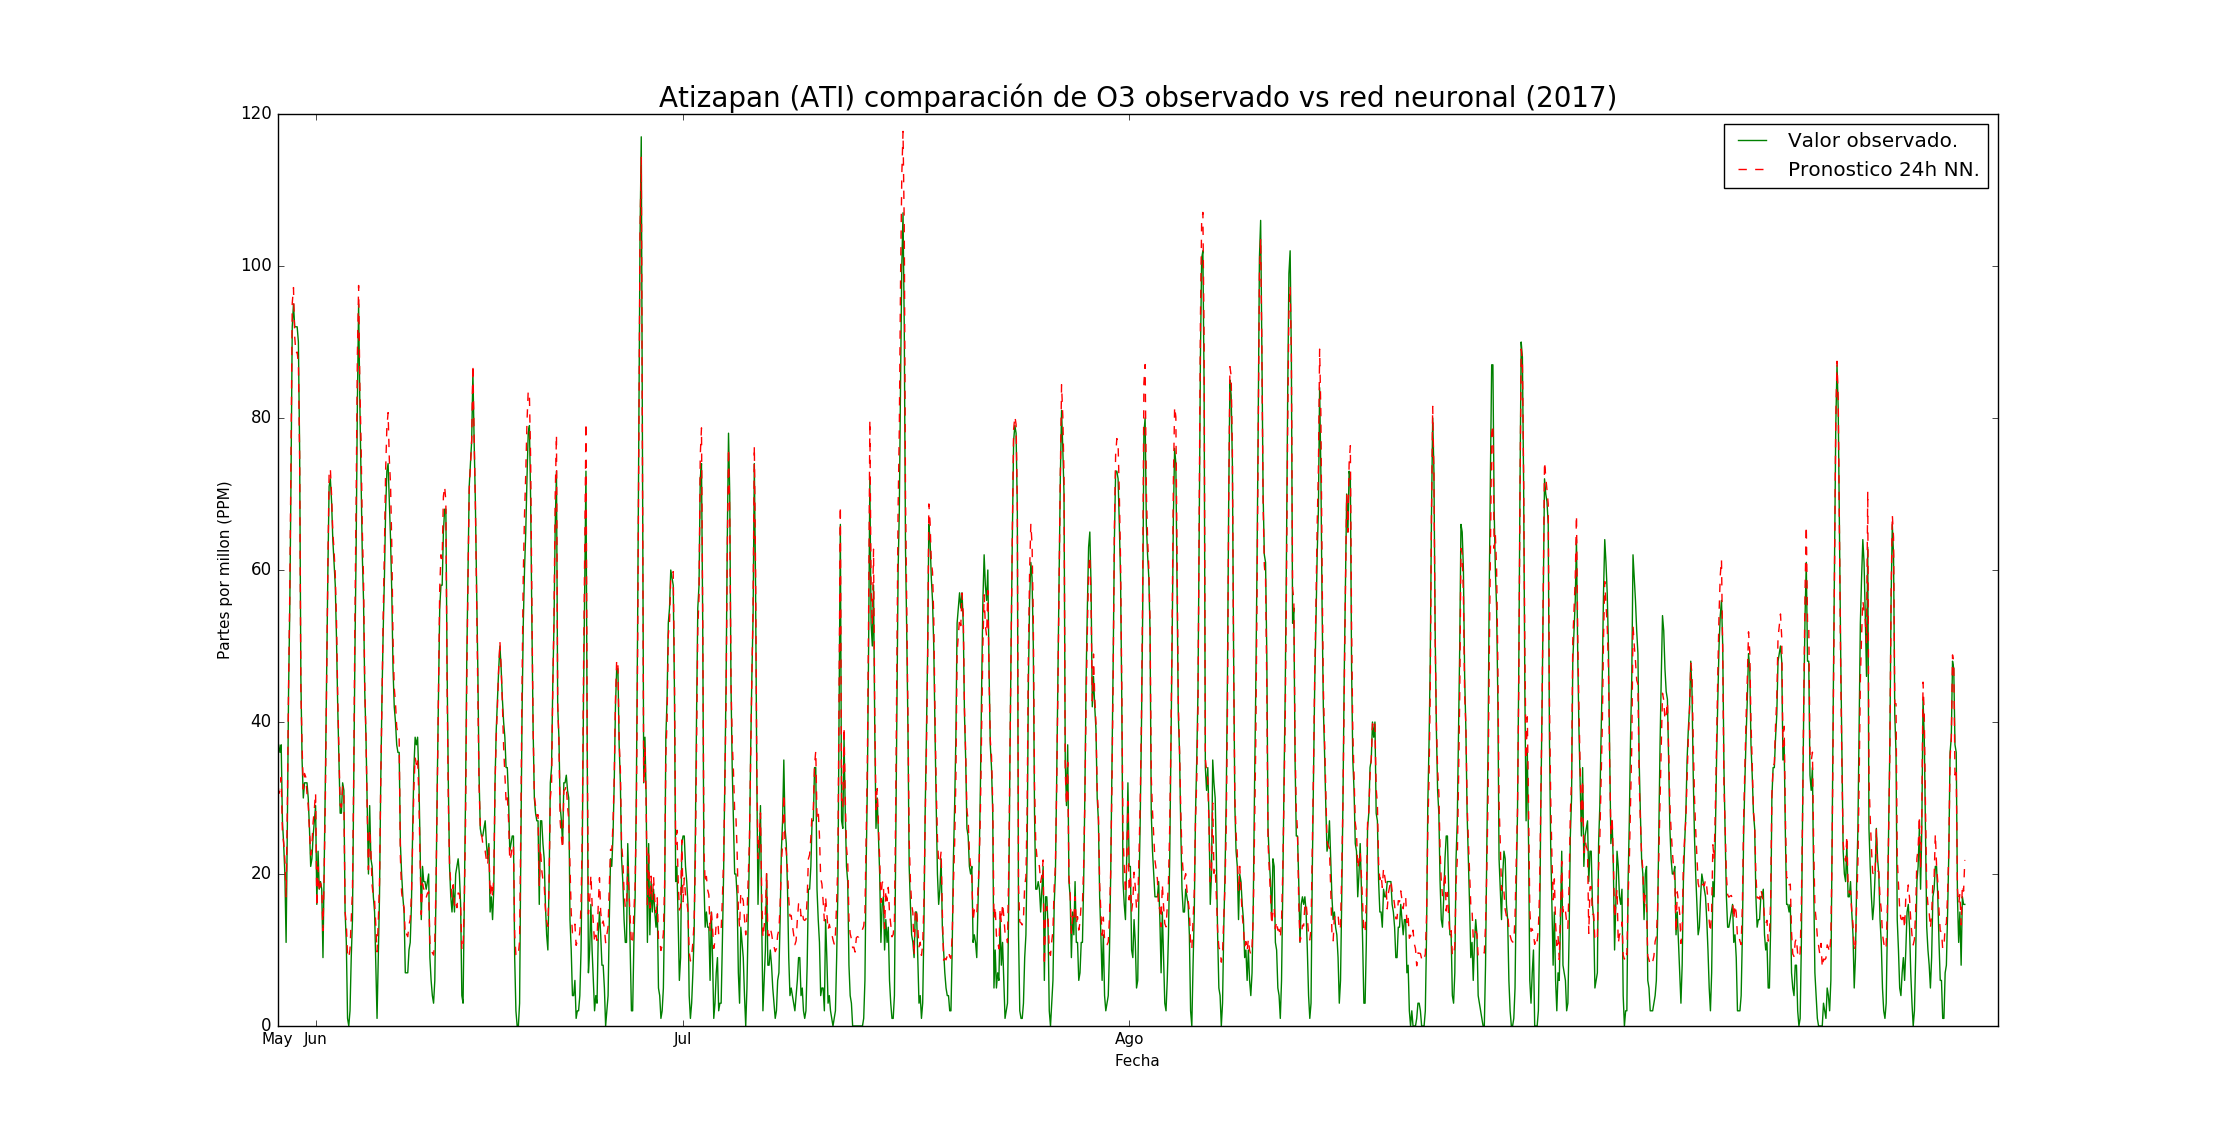 Atizapan (ATI) comparación de O3 observado vs red neuronal (2017)
Valor observado.
Pronostico 24h NN.
120
100
80
60
40
20
0
Partes por millon (PPM)
May Jun Jul Ago
Fecha